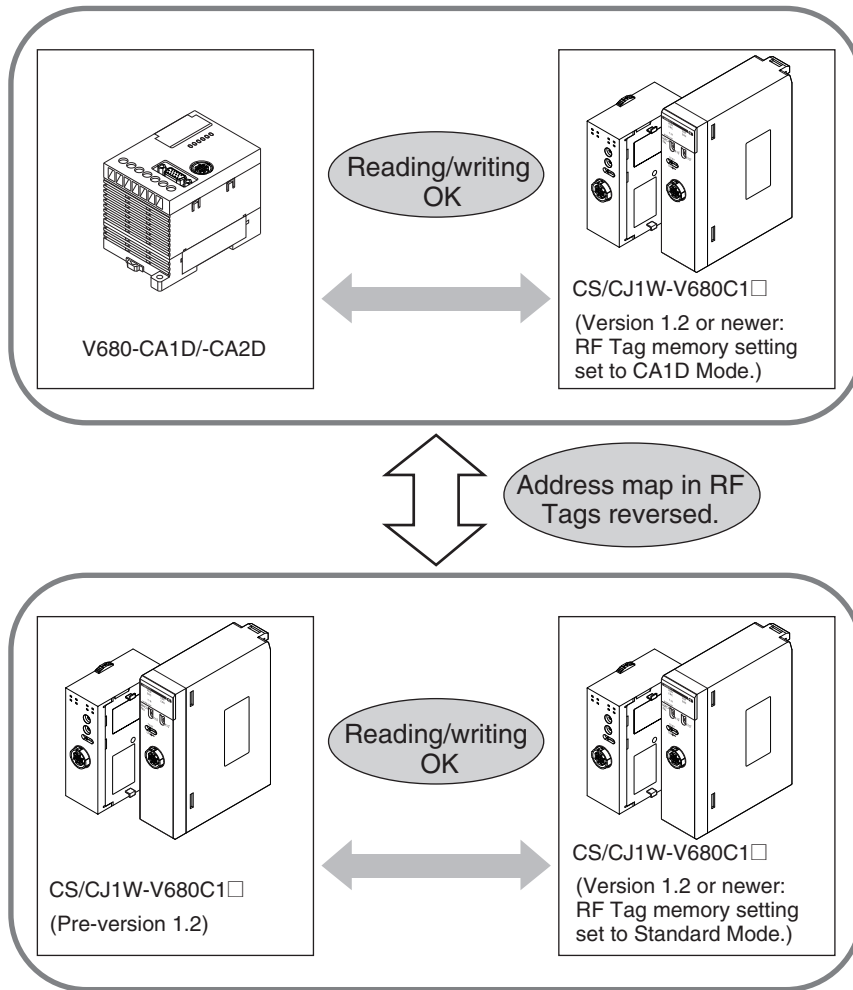 Reading/writing
OK
V680-CA1D/-CA2D
CS/CJ1W-V680C1□
(Version 1.2 or newer:
RF Tag memory setting
set to CA1D Mode.)
Address map in RF
Tags reversed.
Reading/writing
OK
CS/CJ1W-V680C1□
(Pre-version 1.2)
CS/CJ1W-V680C1□
(Version 1.2 or newer:
RF Tag memory setting
set to Standard Mode.)